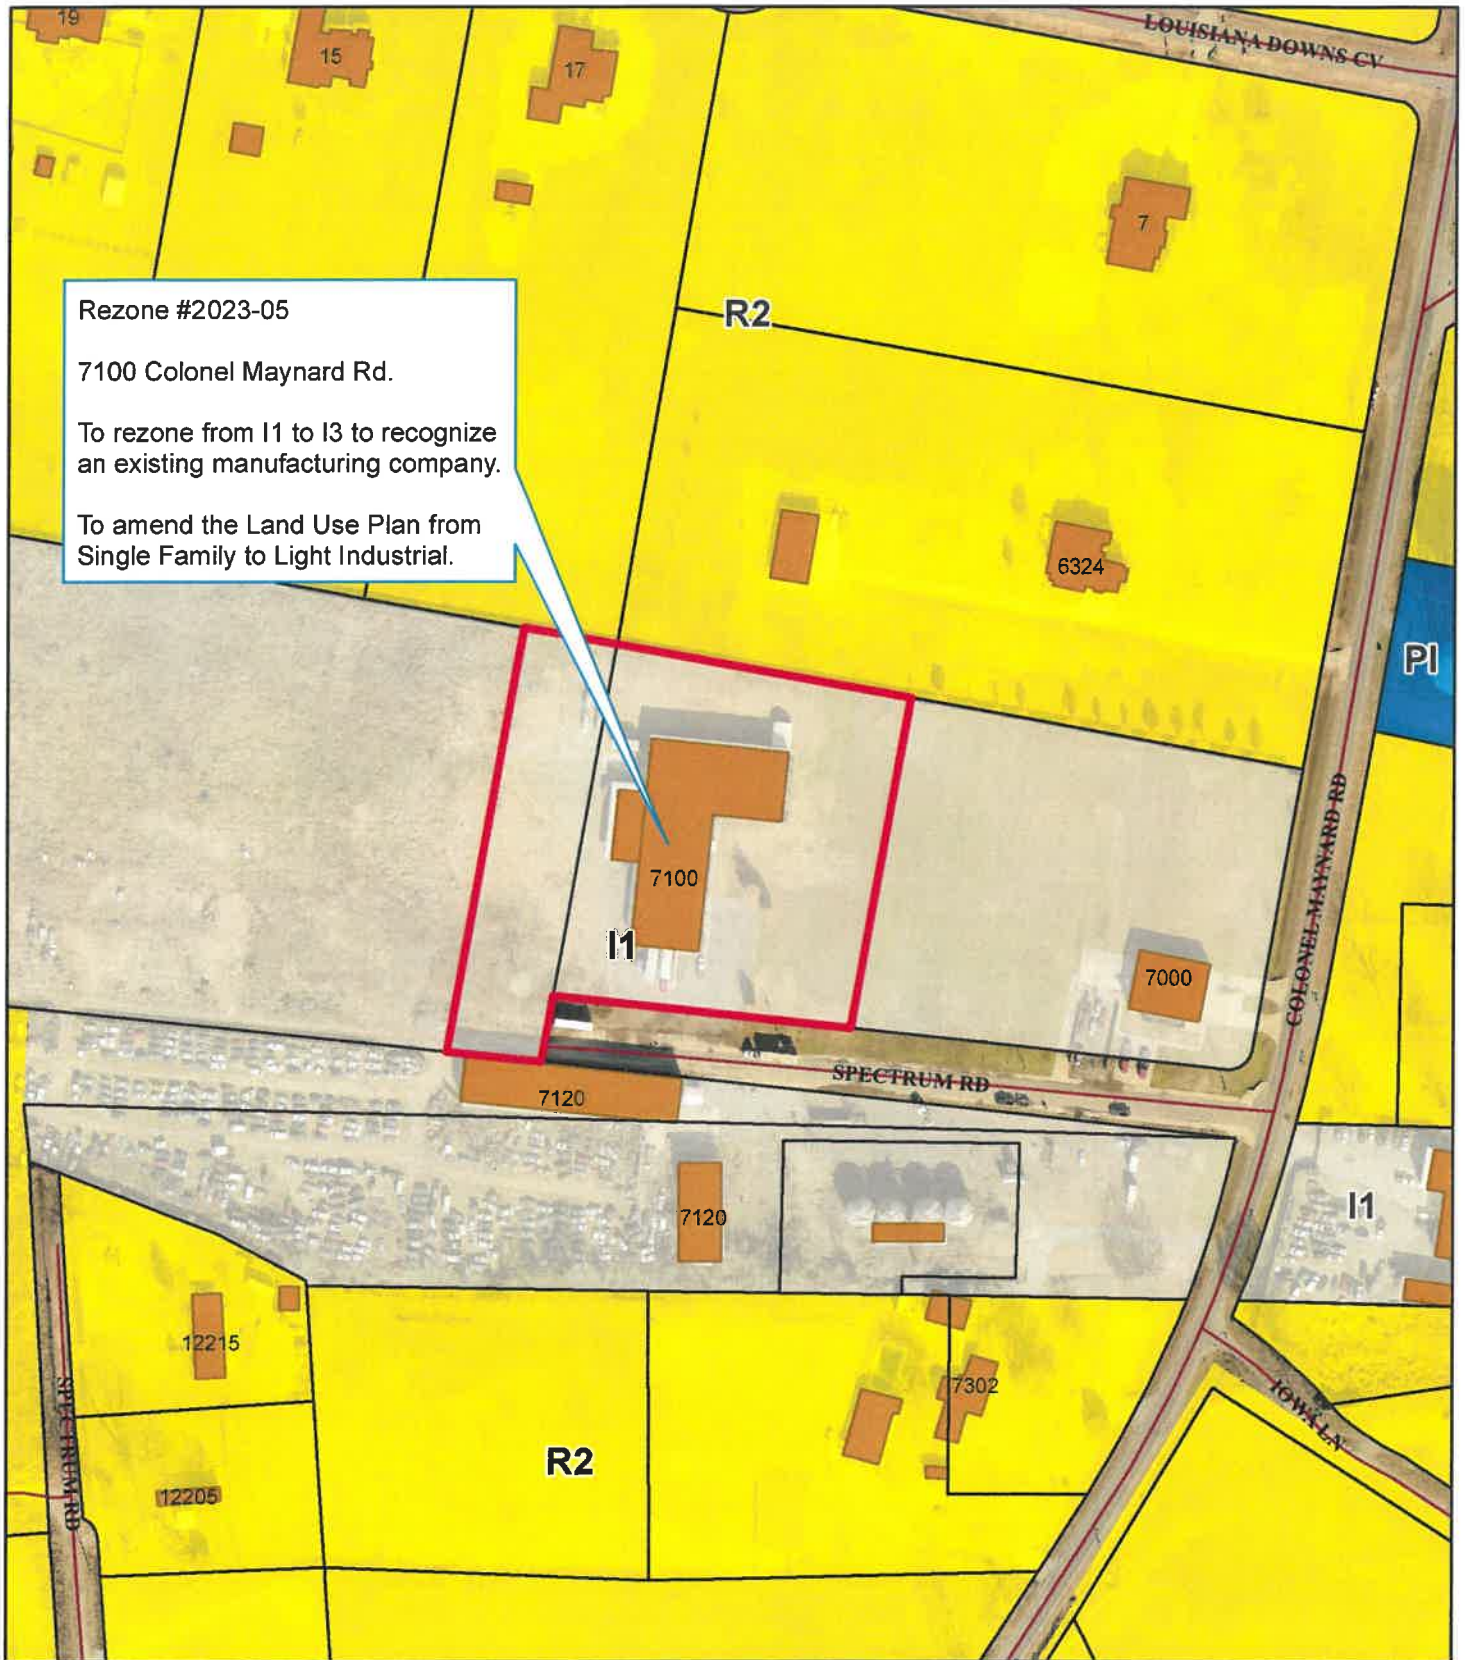 LOUISIANA DOWNS CV
19
15
17
7
Rezone #2023-05
7100 Colonel Maynard Rd.
To rezone from I1 to I3 to recognize
an existing manufacturing company.
To amend the Land Use Plan from
Single Family to Light Industrial.
R2
6324
PI
COLONEL MAYNARD RD
7100
I1
7000
SPECTRUM RD
7120
7120
I1
12215
7302
IOWA LN
SPECTRUM RD
R2
12205